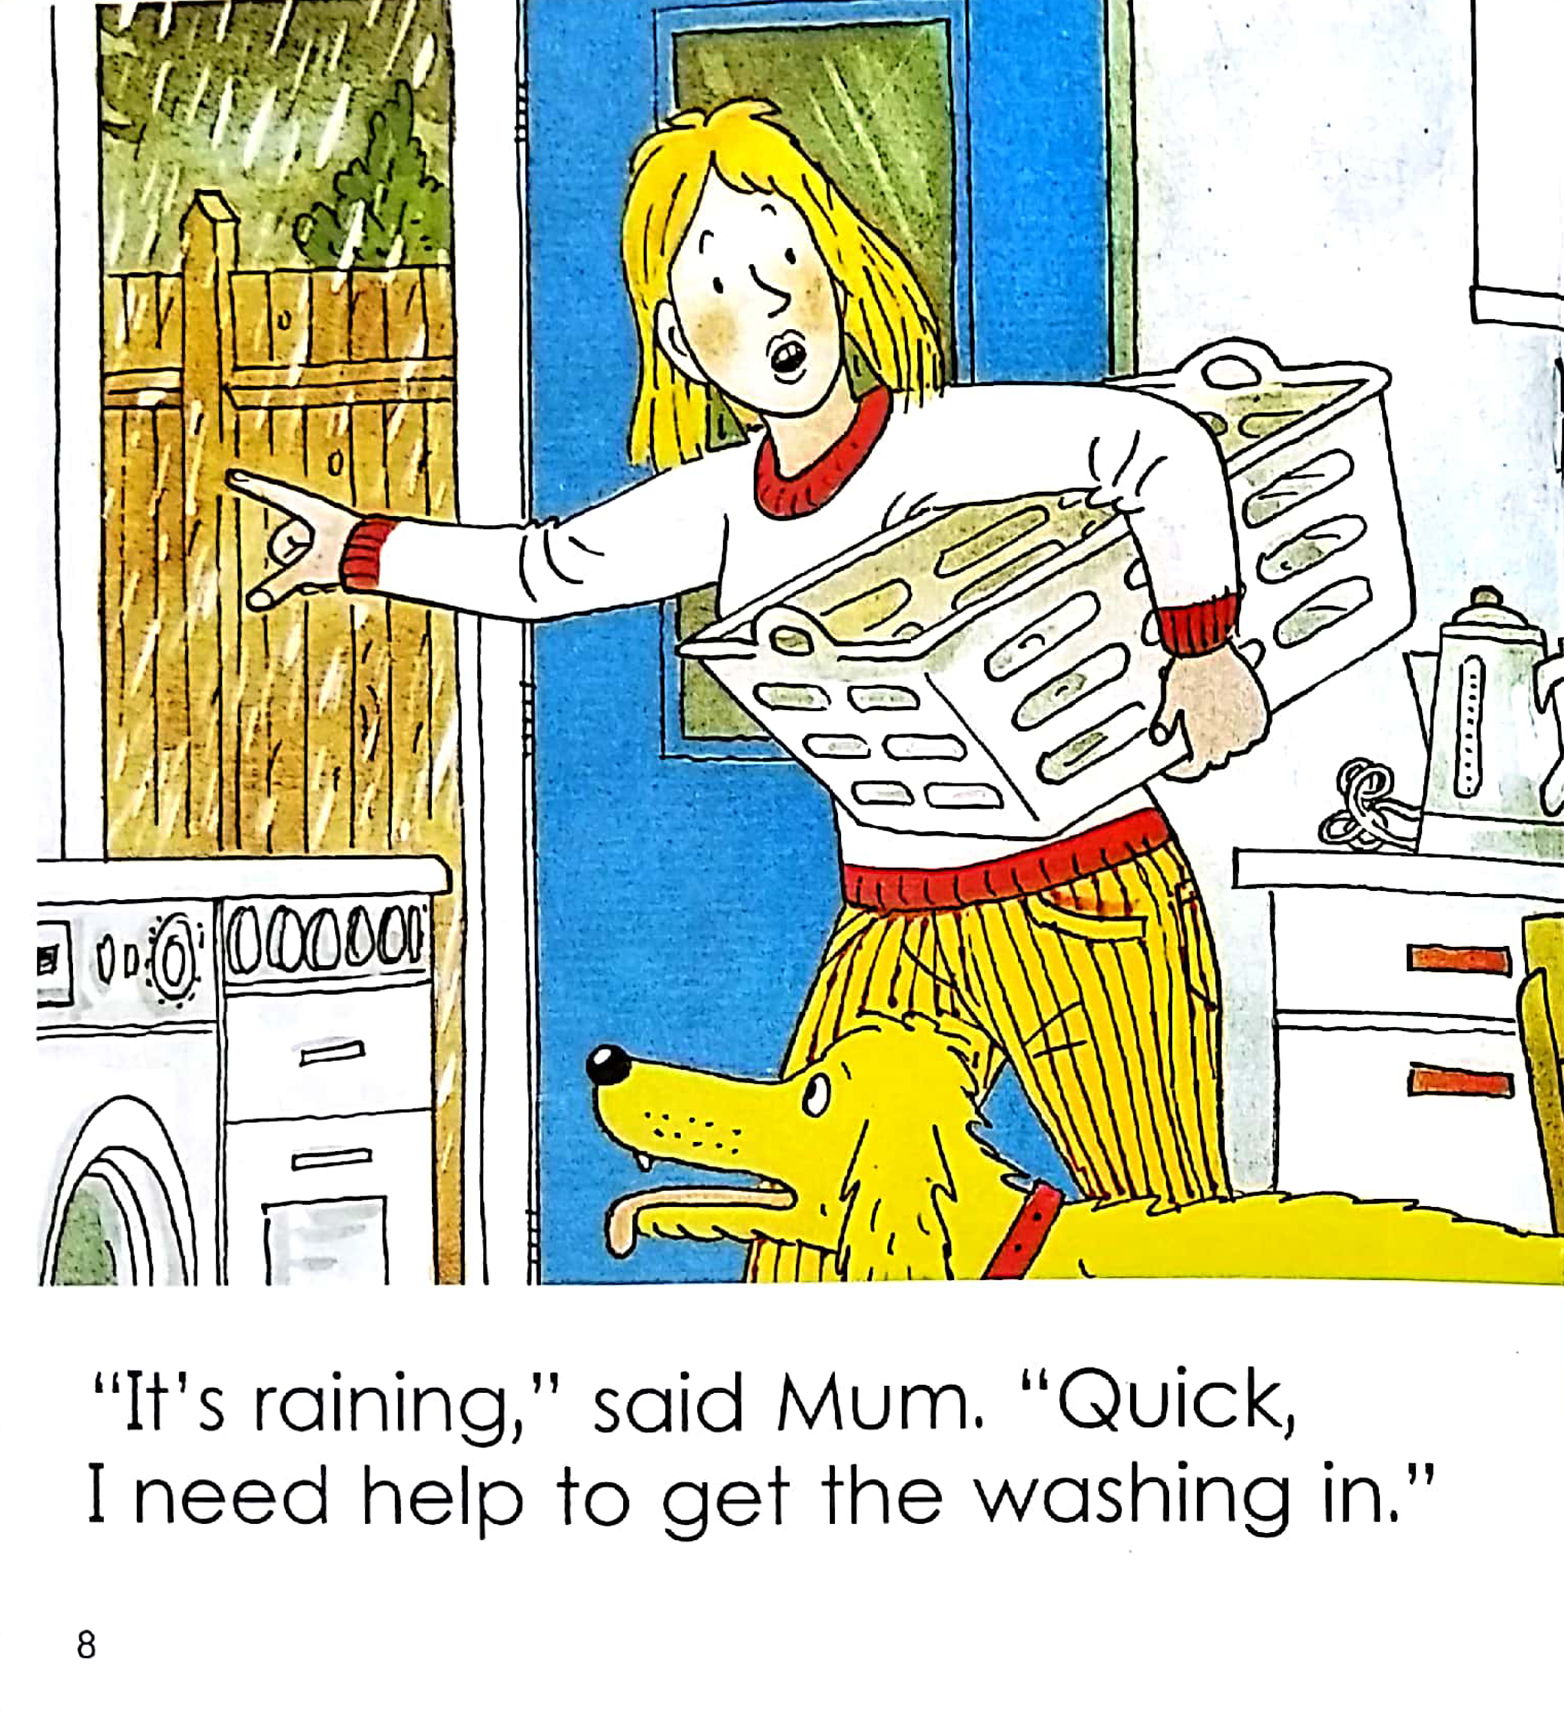 “It's raining,” said Mum. “Quick,
I need help to get the washing in.”
8